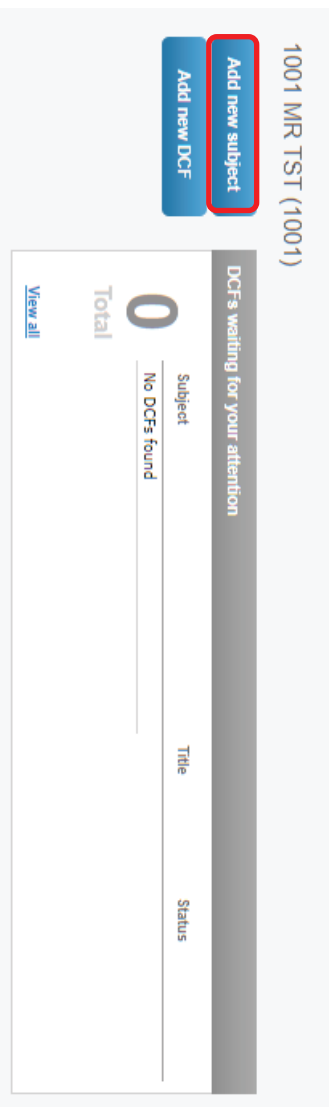 1001 MR TST (1001)
Add new subject
Add new DCF
DCFs waiting for your attention
0
Total
View all
Subject Title Status
No DCFs found